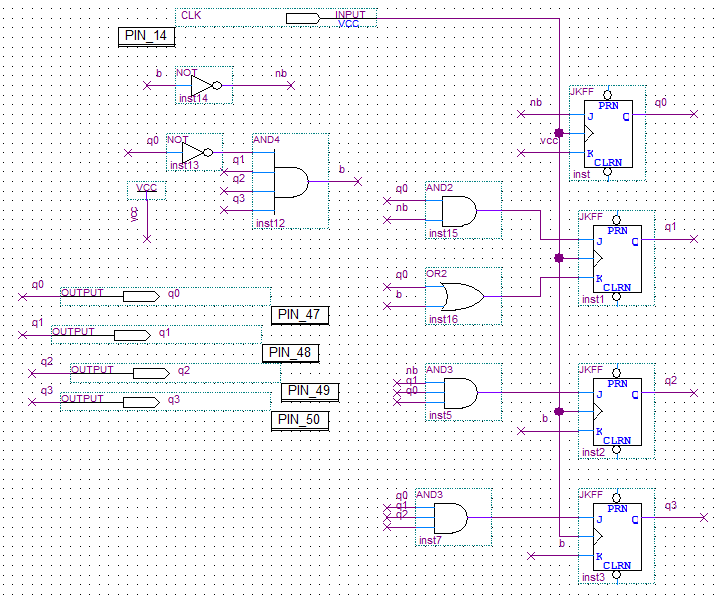 CLK
INPUT
VCC
PIN_14
b
NOT
nb
inst14
JKFF
nb
PRN
q0
J
Q
vcc
K
CLRN
inst
q0
NOT
AND4
q1
inst13
q2
q3
b
inst12
VCC
VCC
q0
AND2
nb
inst15
JKFF
PRN
q1
J
Q
K
CLRN
inst1
q0
OR2
b
inst16
q0
OUTPUT
q0
PIN_47
q1
OUTPUT
q1
PIN_48
q2
OUTPUT
q2
PIN_49
q3
OUTPUT
q3
PIN_50
nb
AND3
q1
q0
inst5
JKFF
PRN
q2
J
Q
b
K
CLRN
inst2
q0
AND3
q1
q2
inst7
JKFF
PRN
q3
J
Q
b
K
CLRN
inst3